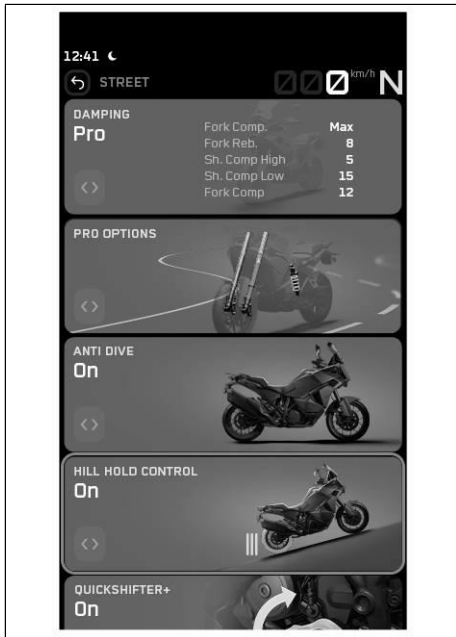 12:41
STREET
000 km/h N
DAMPING
Pro
Fork Comp. Max
Fork Reb. 8
Sh. Comp High 5
Sh. Comp Low 15
Fork Comp 12
PRO OPTIONS
ANTI DIVE
On
HILL HOLD CONTROL
On
QUICKSHIFTER+
On